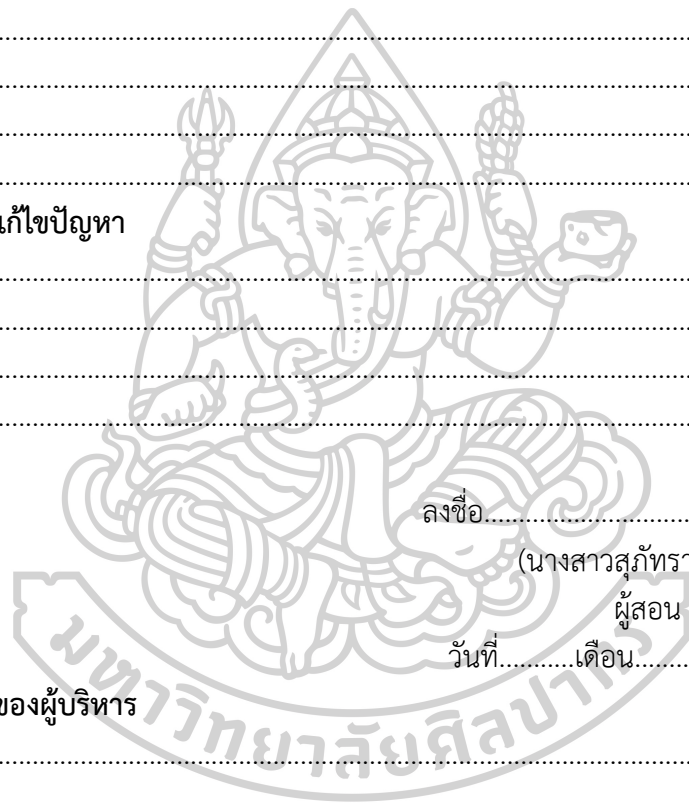 ................................................................................
................................................................................
................................................................................
................................................................................
แก้ไขปัญหา
................................................................................
................................................................................
................................................................................
................................................................................
ลงชื่อ..............................
(นางสาวสุภัทรา
ผู้สอน
วันที่..........เดือน..........
ของผู้บริหาร
................................................................................
มหาวิทยาลัยศิลปากร